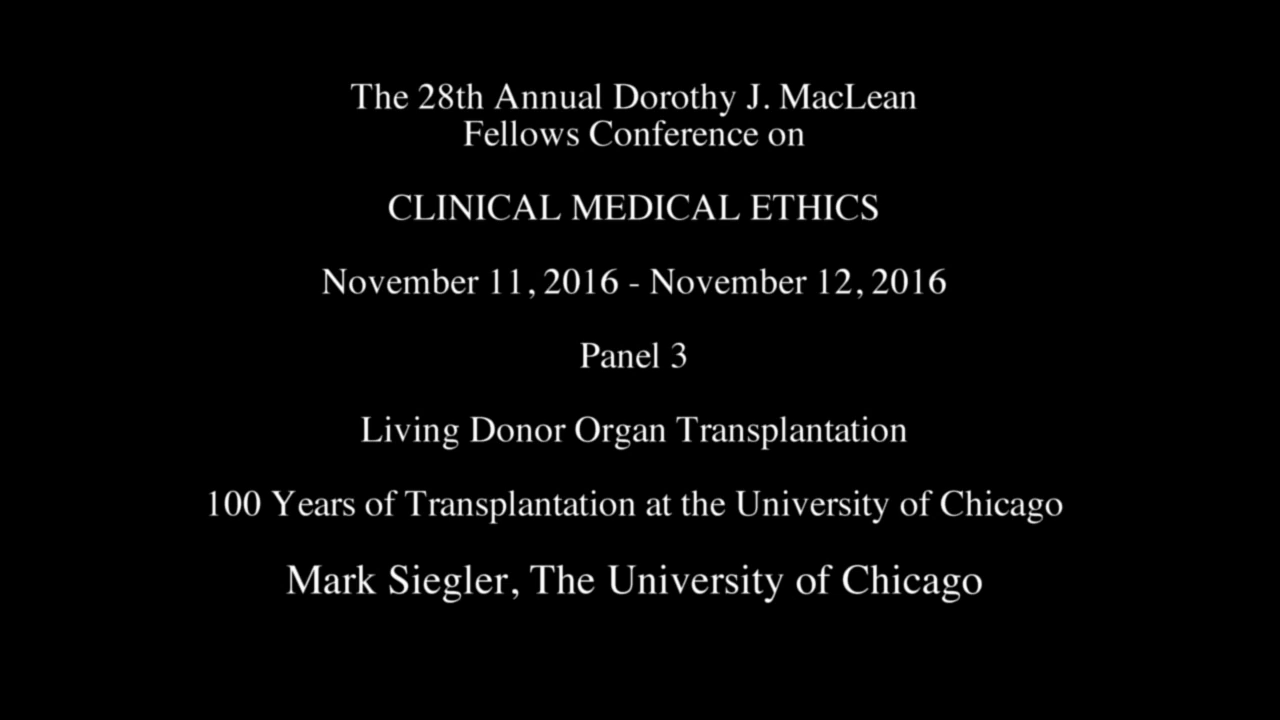 The 28th Annual Dorothy J. MacLean
Fellows Conference on
CLINICAL MEDICAL ETHICS
November 11, 2016 - November 12, 2016
Panel 3
Living Donor Organ Transplantation
100 Years of Transplantation at the University of Chicago
Mark Siegler, The University of Chicago